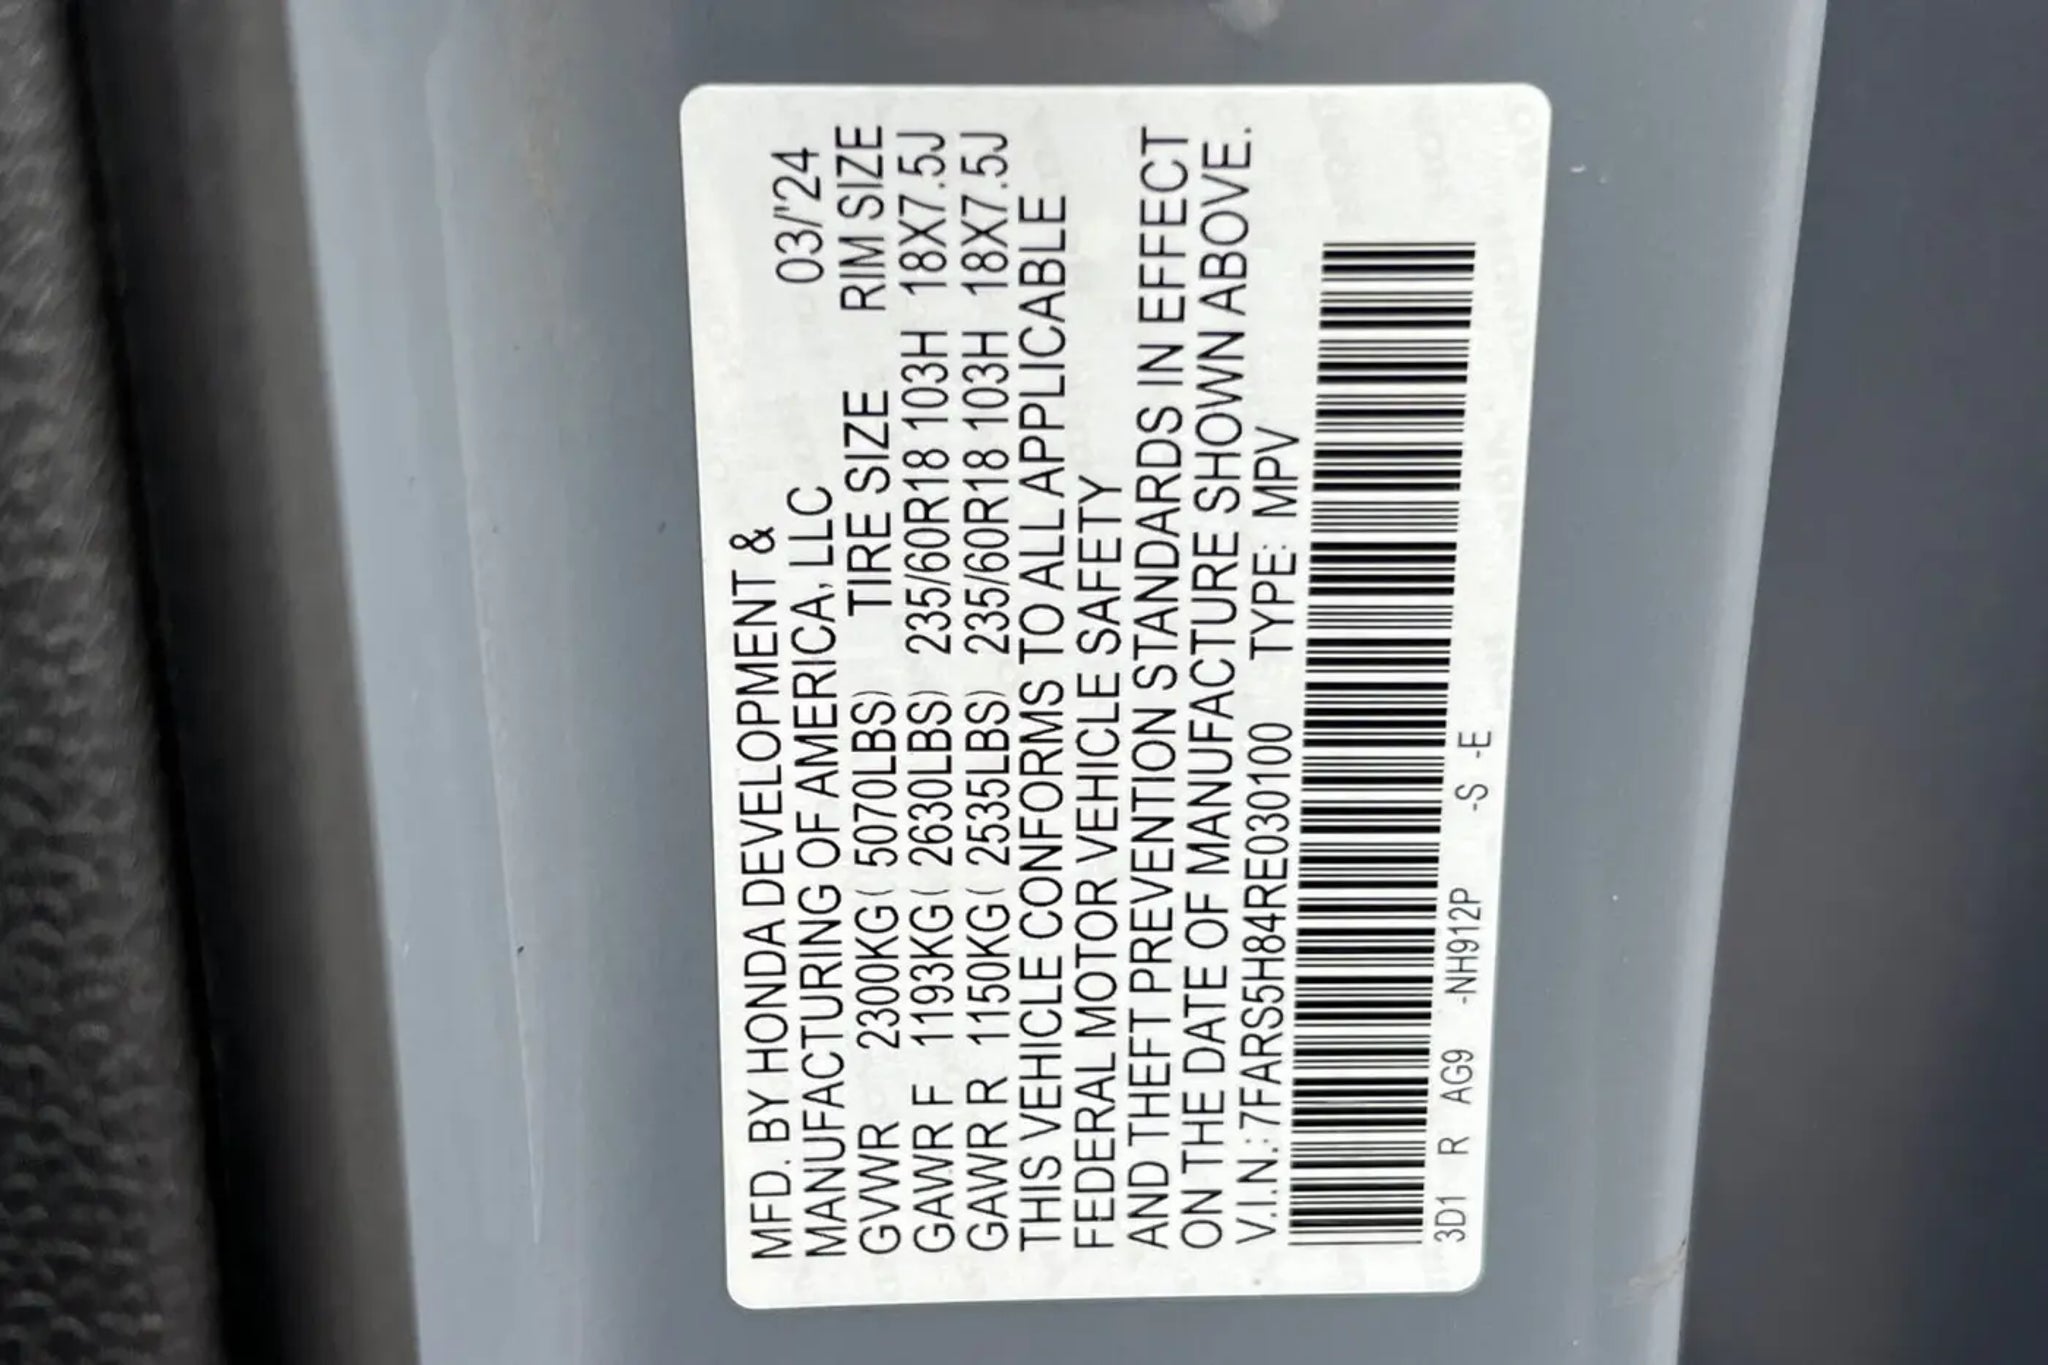 MFD. BY HONDA DEVELOPMENT &
MANUFACTURING OF AMERICA, LLC 03/'24
GVWR 2300KG( 5070LBS) TIRE SIZE RIM SIZE
GAWR F 1193KG( 2630LBS) 235/60R18 103H 18X7.5J
GAWR R 1150KG( 2535LBS) 235/60R18 103H 18X7.5J
THIS VEHICLE CONFORMS TO ALL APPLICABLE
FEDERAL MOTOR VEHICLE SAFETY
AND THEFT PREVENTION STANDARDS IN EFFECT
ON THE DATE OF MANUFACTURE SHOWN ABOVE.
V.I.N.: 7FARS5H84RE030100 TYPE: MPV
3D1 R AG9 -NH912P -S -E